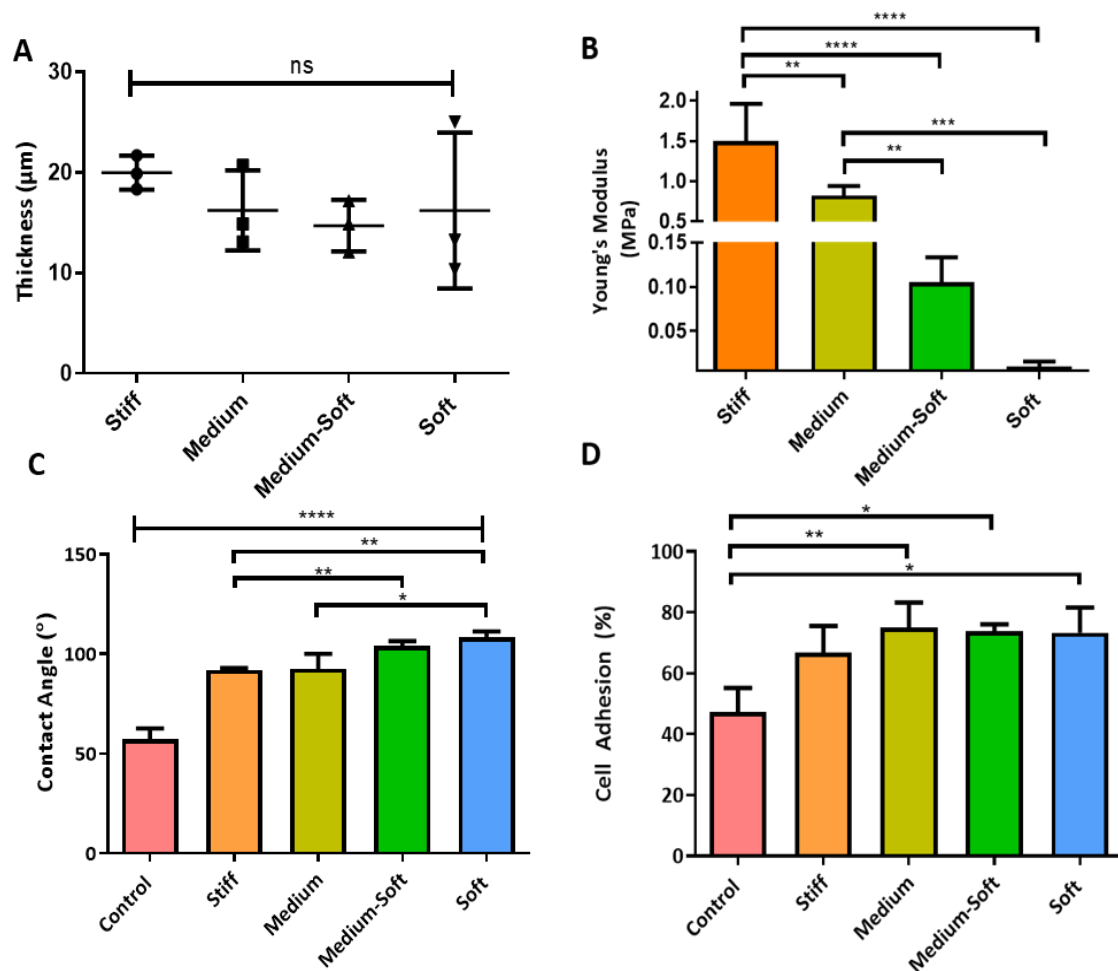 A
Thickness (µm)
30
20
10
0
ns
Stiff
Medium
Medium-Soft
Soft
B
Young's Modulus
(MPa)
2.0
1.5
1.0
0.5
0.15
0.10
0.05
****
****
**
***
**
Stiff
Medium
Medium-Soft
Soft
C
Contact Angle (°)
150
100
50
0
****
**
**
*
Control
Stiff
Medium
Medium-Soft
Soft
D
Cell Adhesion (%)
100
80
60
40
20
0
*
**
*
Control
Stiff
Medium
Medium-Soft
Soft